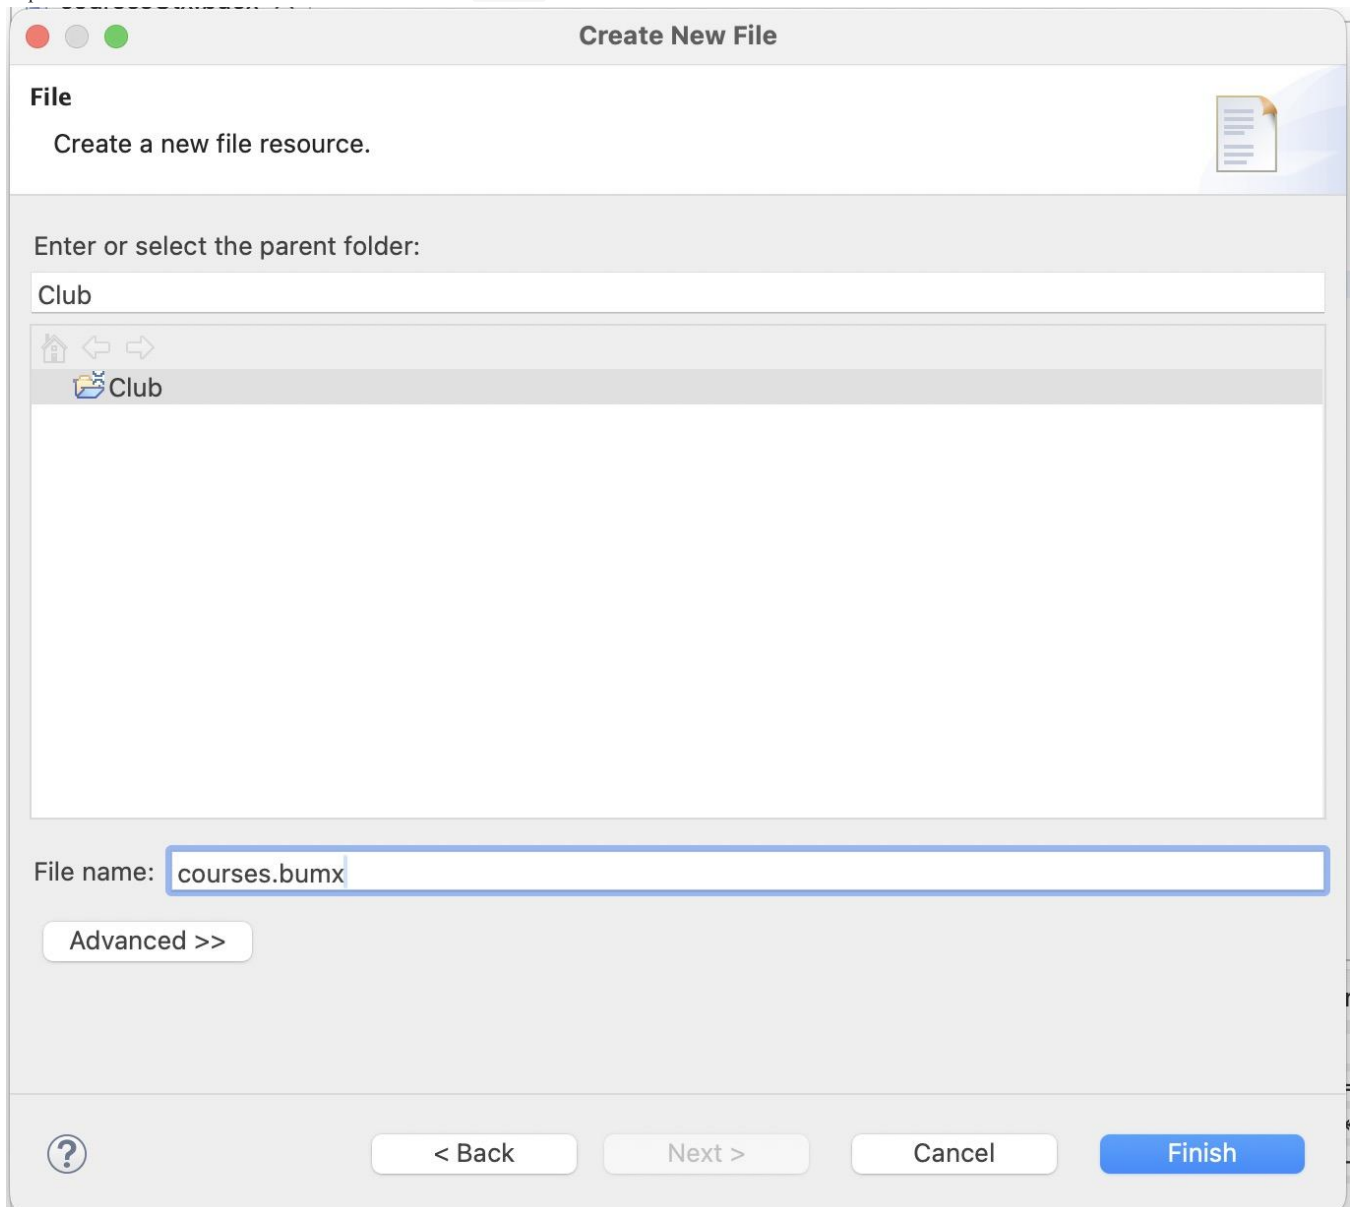 Create New File
File
Create a new file resource.
Enter or select the parent folder:
Club
Club
File name: courses.bumx
Advanced >>
?
< Back Next > Cancel Finish